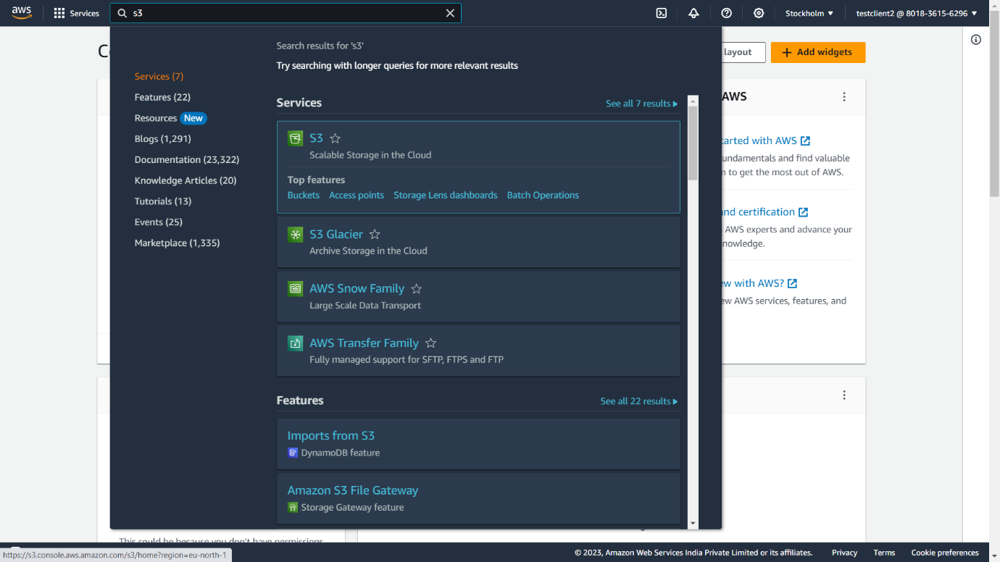 aws
Services
s3
Stockholm
testclient2 @ 8018-3615-6296
layout
Add widgets
Search results for 's3'
Try searching with longer queries for more relevant results
Services (7)
Features (22)
Resources New
Blogs (1,291)
Documentation (23,322)
Knowledge Articles (20)
Tutorials (13)
Events (25)
Marketplace (1,335)
Services
See all 7 results
S3
Scalable Storage in the Cloud
Top features
Buckets Access points Storage Lens dashboards Batch Operations
S3 Glacier
Archive Storage in the Cloud
AWS Snow Family
Large Scale Data Transport
AWS Transfer Family
Fully managed support for SFTP, FTPS and FTP
Features
See all 22 results
Imports from S3
DynamoDB feature
Amazon S3 File Gateway
Storage Gateway feature
AWS
with AWS
and find valuable
to get the most out of AWS.
certification
AWS experts and advance your
with AWS?
AWS services, features, and
This could be because you don't have permissions
https://s3.console.aws.amazon.com/s3/home?region=eu-north-1
© 2023, Amazon Web Services India Private Limited or its affiliates.
Privacy
Terms
Cookie preferences